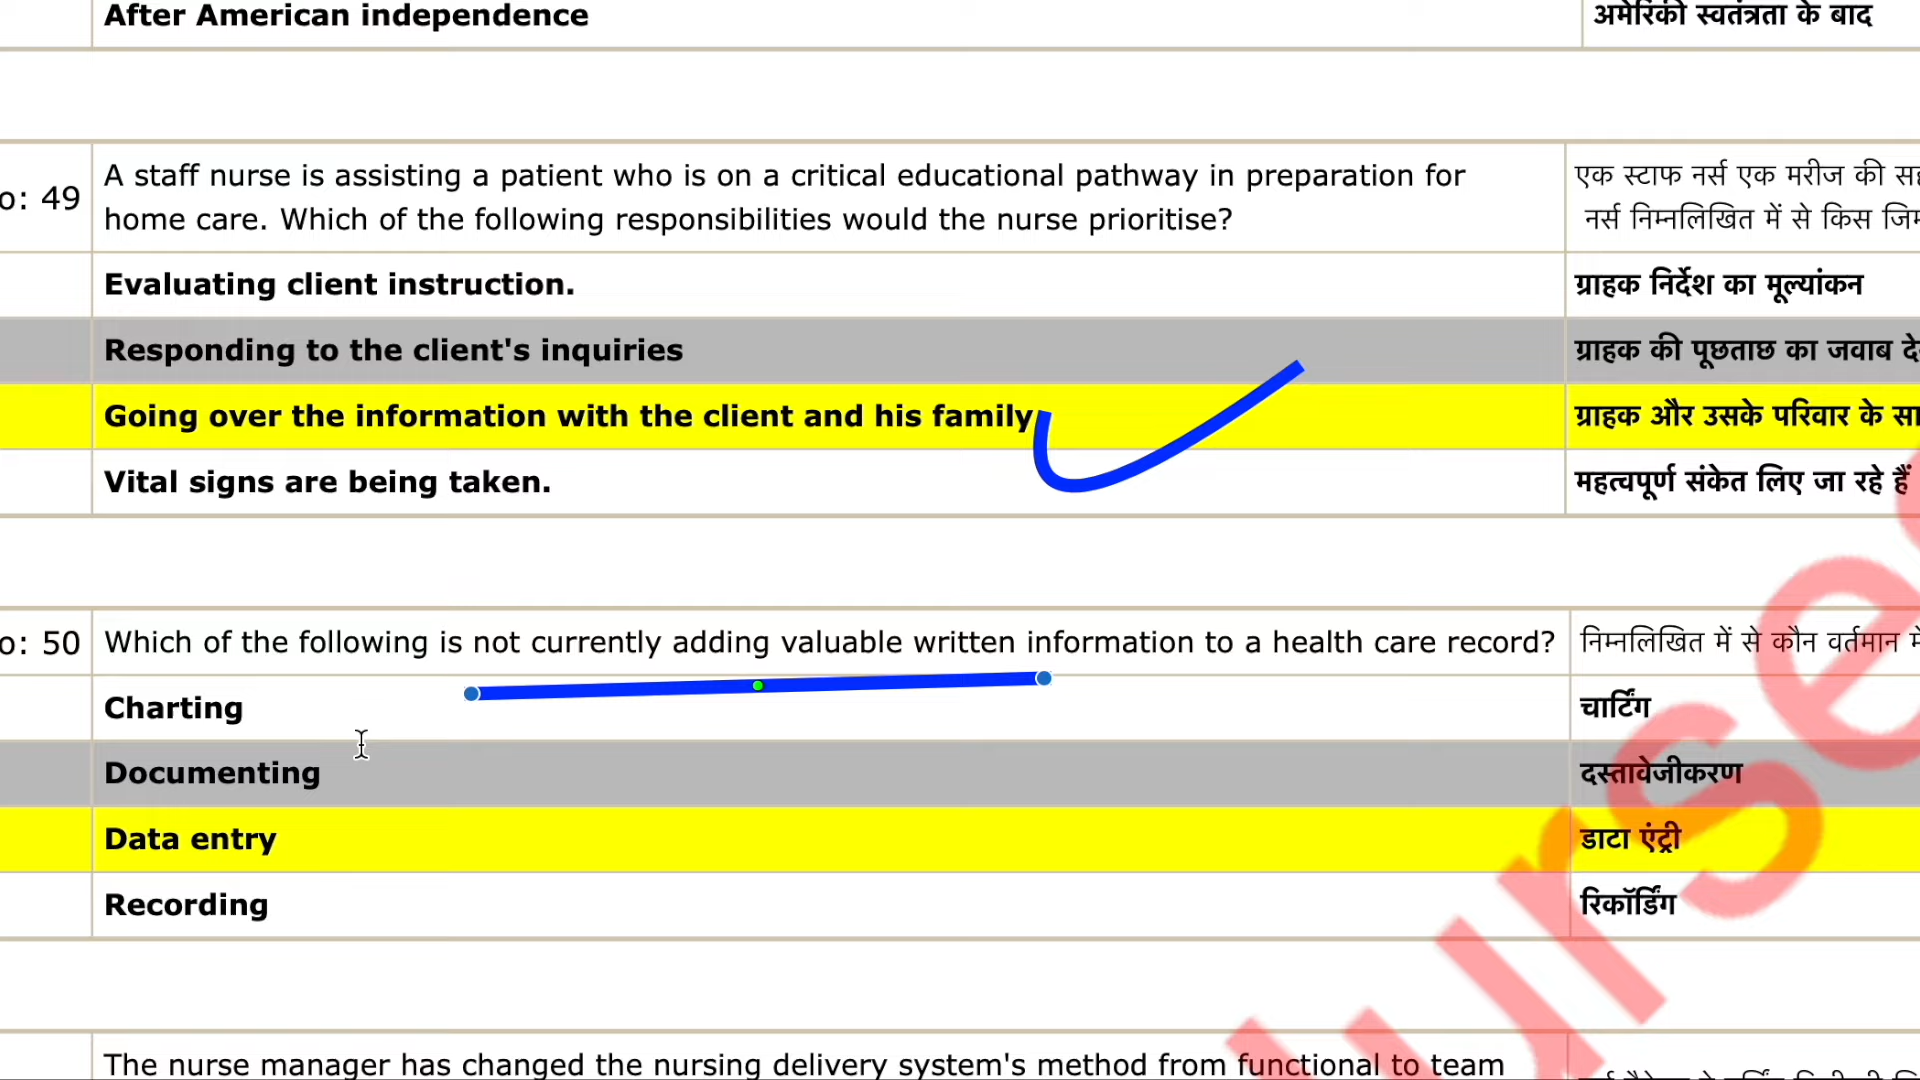 After American independence
अमेरिकी स्वतंत्रता के बाद
o: 49
A staff nurse is assisting a patient who is on a critical educational pathway in preparation for
home care. Which of the following responsibilities would the nurse prioritise?
एक स्टाफ नर्स एक मरीज की
नर्स निम्नलिखित में से किस
Evaluating client instruction.
ग्राहक निर्देश का मूल्यांकन
Responding to the client's inquiries
ग्राहक की पूछताछ का जवाब
Going over the information with the client and his family
ग्राहक और उसके परिवार के
Vital signs are being taken.
महत्वपूर्ण संकेत लिए जा रहे हैं
o: 50
Which of the following is not currently adding valuable written information to a health care record?
निम्नलिखित में से कौन वर्तमान
Charting
चार्टिंग
Documenting
दस्तावेजीकरण
Data entry
डाटा एंट्री
Recording
रिकॉर्डिंग
The nurse manager has changed the nursing delivery system's method from functional to team